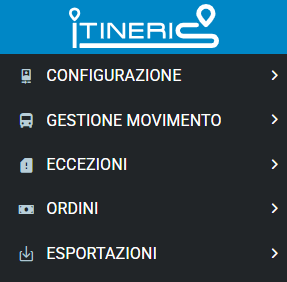 iTINERIS
CONFIGURAZIONE
GESTIONE MOVIMENTO
ECCEZIONI
ORDINI
ESPORTAZIONI